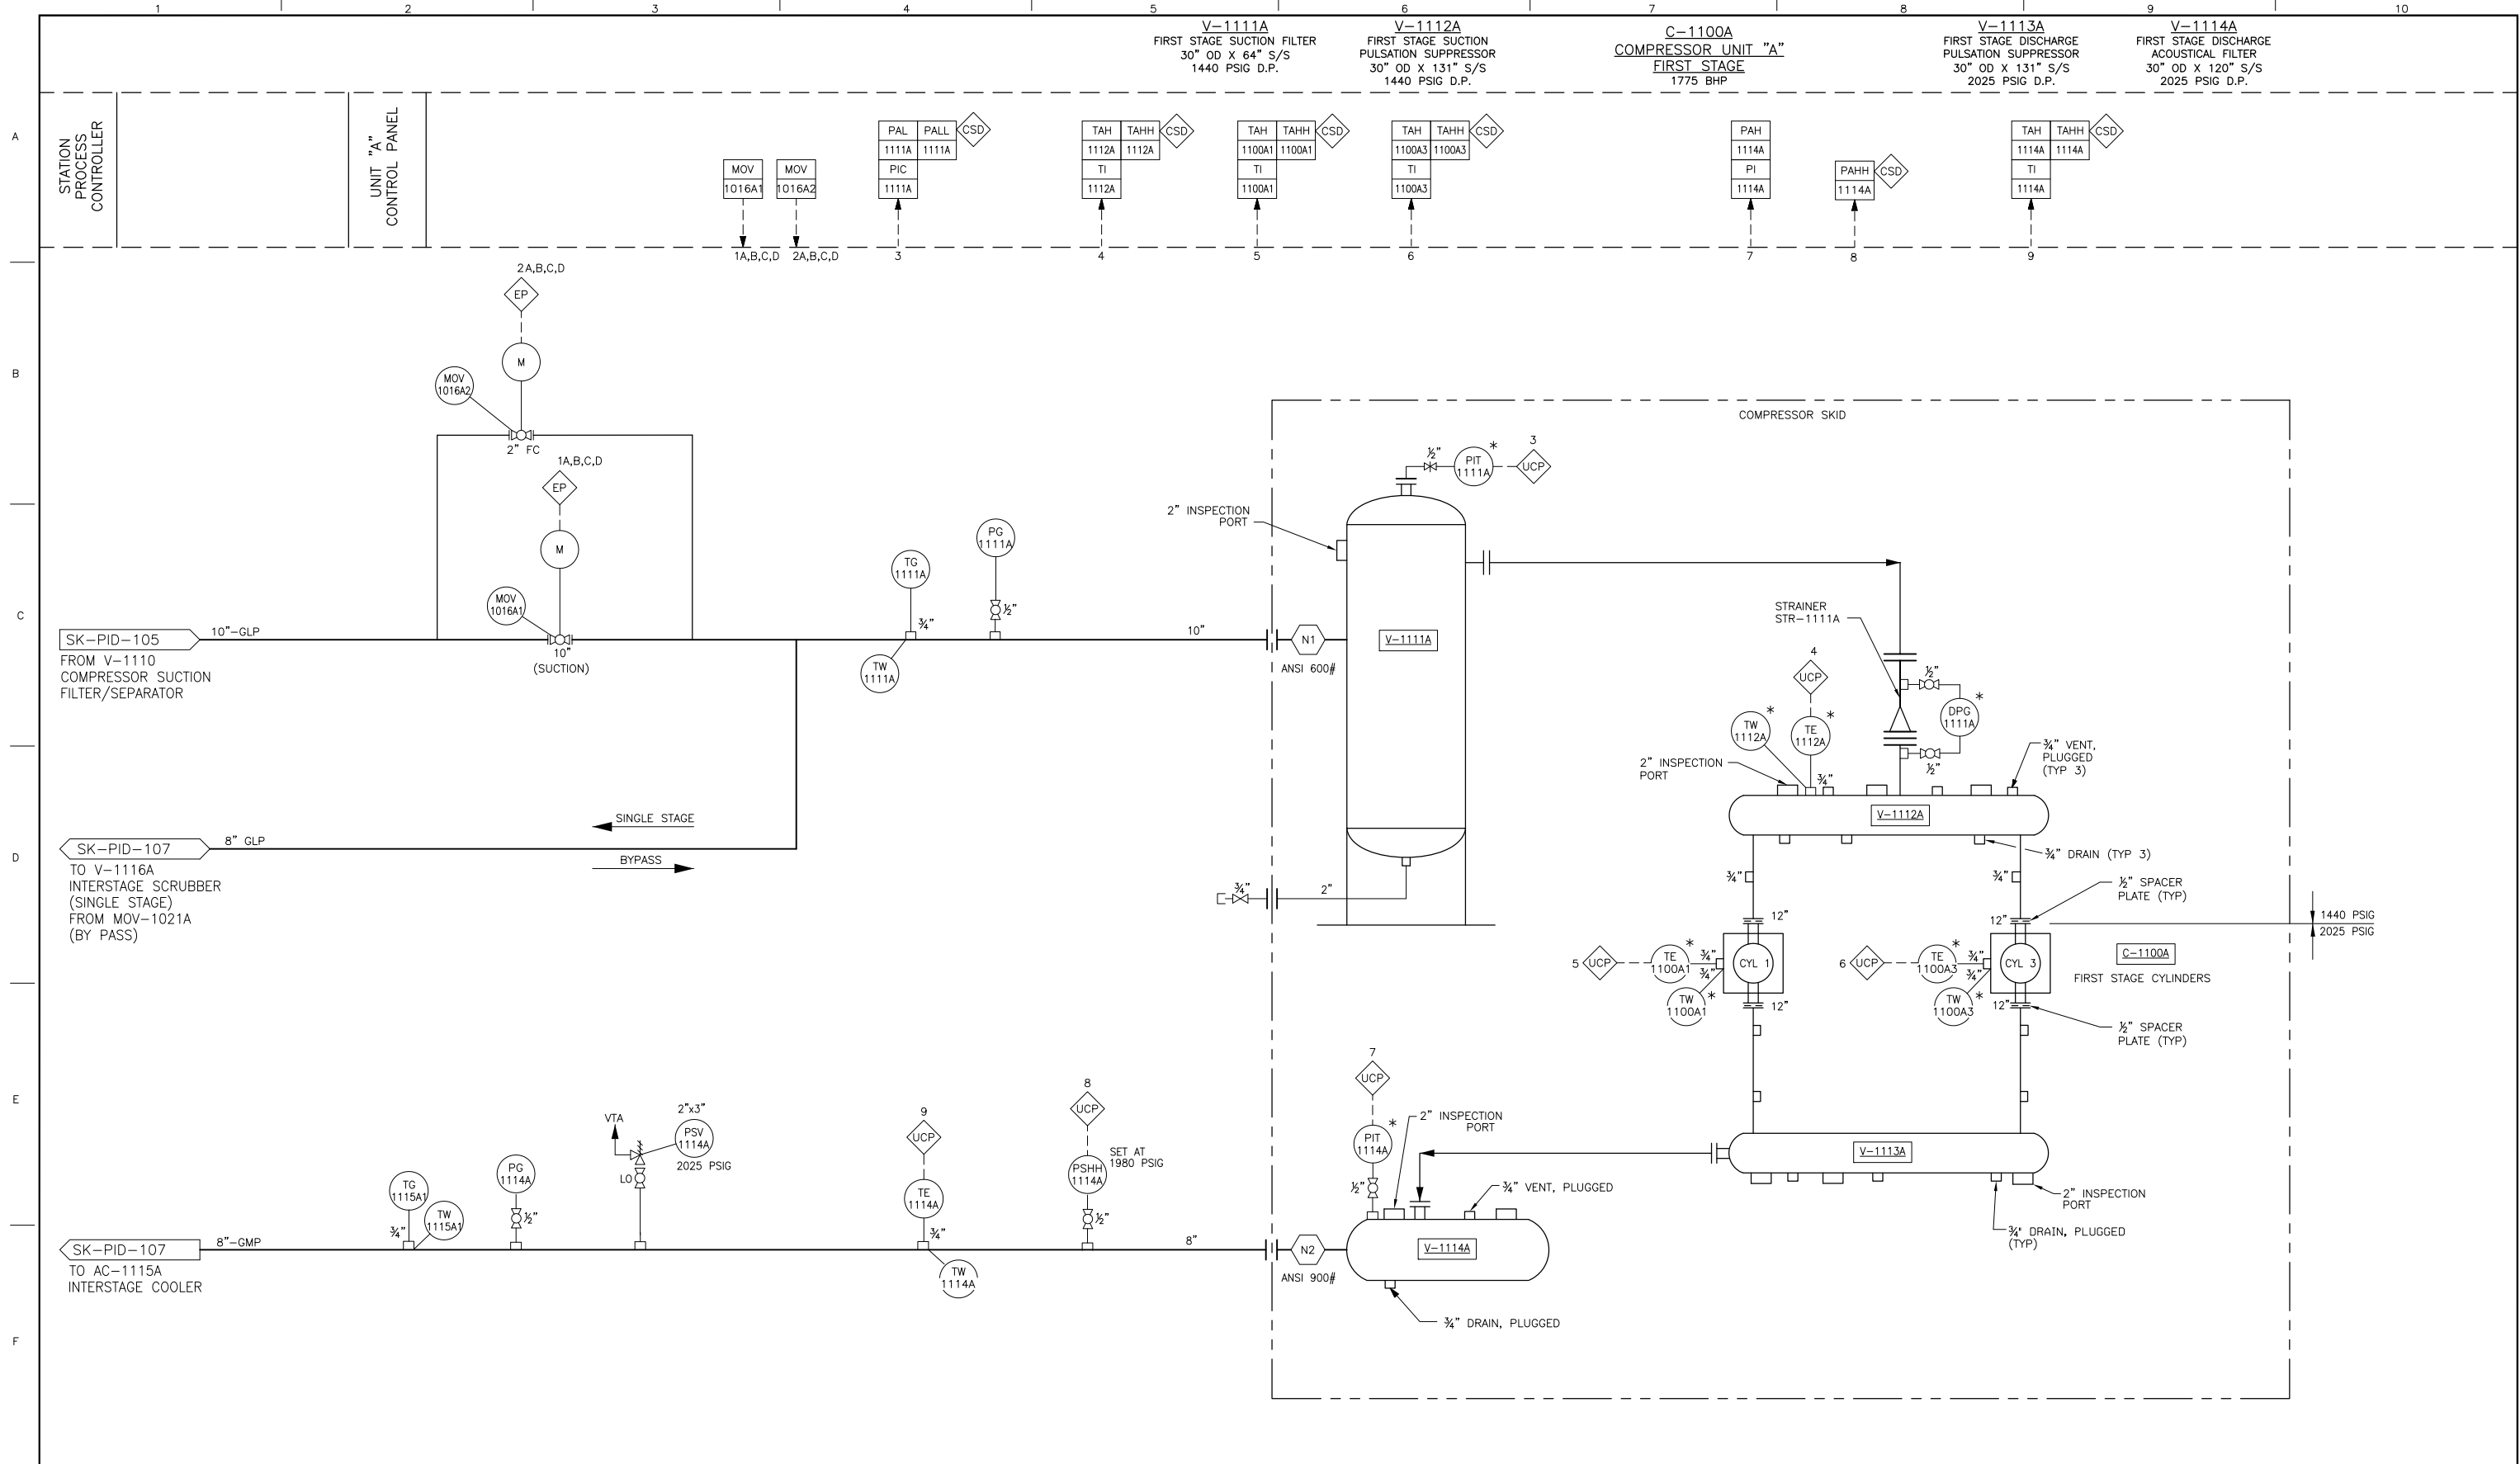 1 2 3 4 5 6 7 8 9 10
V-1111A
FIRST STAGE SUCTION FILTER
30" OD X 64" S/S
1440 PSIG D.P.
V-1112A
FIRST STAGE SUCTION
PULSATION SUPPRESSOR
30" OD X 131" S/S
1440 PSIG D.P.
C-1100A
COMPRESSOR UNIT "A"
FIRST STAGE
1775 BHP
V-1113A
FIRST STAGE DISCHARGE
PULSATION SUPPRESSOR
30" OD X 131" S/S
2025 PSIG D.P.
V-1114A
FIRST STAGE DISCHARGE
ACOUSTICAL FILTER
30" OD X 120" S/S
2025 PSIG D.P.
A
STATION
PROCESS
CONTROLLER
UNIT "A"
CONTROL PANEL
MOV
1016A1
1A,B,C,D
MOV
1016A2
2A,B,C,D
PAL PALL CSD
1111A 1111A
PIC
1111A
3
TAH TAHH CSD
1112A 1112A
TI
1112A
4
TAH TAHH CSD
1100A1 1100A1
TI
1100A1
5
TAH TAHH CSD
1100A3 1100A3
TI
1100A3
6
PAH
1114A
PI
1114A
7
PAHH CSD
1114A
8
TAH TAHH CSD
1114A 1114A
TI
1114A
9
B
2A,B,C,D
EP
M
MOV
1016A2
2" FC
1A,B,C,D
EP
M
MOV
1016A1
10"
(SUCTION)
C
SK-PID-105
10"-GLP
FROM V-1110
COMPRESSOR SUCTION
FILTER/SEPARATOR
TG
1111A
¾"
TW
1111A
PG
1111A
½"
10"
N1
ANSI 600#
COMPRESSOR SKID
½"
PIT
1111A
*
3
UCP
2" INSPECTION
PORT
V-1111A
STRAINER
STR-1111A
½"
DPG
1111A
*
½"
4
UCP
TW
1112A
*
TE
1112A
*
¾"
2" INSPECTION
PORT
¾" VENT,
PLUGGED
(TYP 3)
V-1112A
D
SINGLE STAGE
BYPASS
SK-PID-107
8" GLP
TO V-1116A
INTERSTAGE SCRUBBER
(SINGLE STAGE)
FROM MOV-1021A
(BY PASS)
¾"
2"
¾" DRAIN (TYP 3)
¾"
¾"
½" SPACER
PLATE (TYP)
12"
12"
1440 PSIG
2025 PSIG
5 UCP
TE
1100A1
*
¾"
¾"
TW
1100A1
*
CYL 1
6 UCP
TE
1100A3
*
¾"
¾"
TW
1100A3
*
CYL 3
C-1100A
FIRST STAGE CYLINDERS
12"
12"
½" SPACER
PLATE (TYP)
E
VTA
2"x3"
PSV
1114A
2025 PSIG
LO
9
UCP
TE
1114A
¾"
TW
1114A
8
UCP
PSHH
1114A
SET AT
1980 PSIG
½"
TG
1115A1
¾"
TW
1115A1
PG
1114A
½"
7
UCP
PIT
1114A
*
½"
2" INSPECTION
PORT
¾" VENT, PLUGGED
V-1113A
2" INSPECTION
PORT
¾" DRAIN, PLUGGED
(TYP)
SK-PID-107
8"-GMP
TO AC-1115A
INTERSTAGE COOLER
8"
N2
ANSI 900#
V-1114A
¾" DRAIN, PLUGGED
F